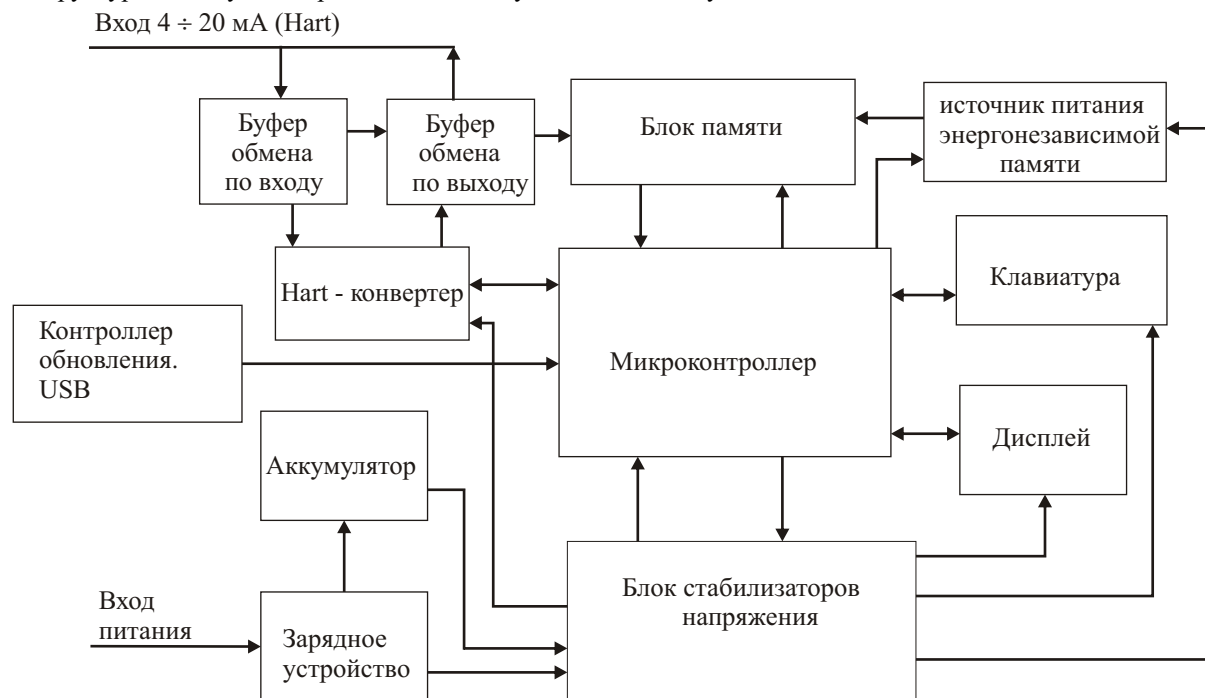 Вход 4 ÷ 20 мА (Hart)
Буфер
обмена
по входу
Буфер
обмена
по выходу
Блок памяти
источник питания
энергонезависимой
памяти
Hart - конвертер
Клавиатура
Контроллер
обновления.
USB
Микроконтроллер
Дисплей
Аккумулятор
Блок стабилизаторов
напряжения
Вход
питания
Зарядное
устройство